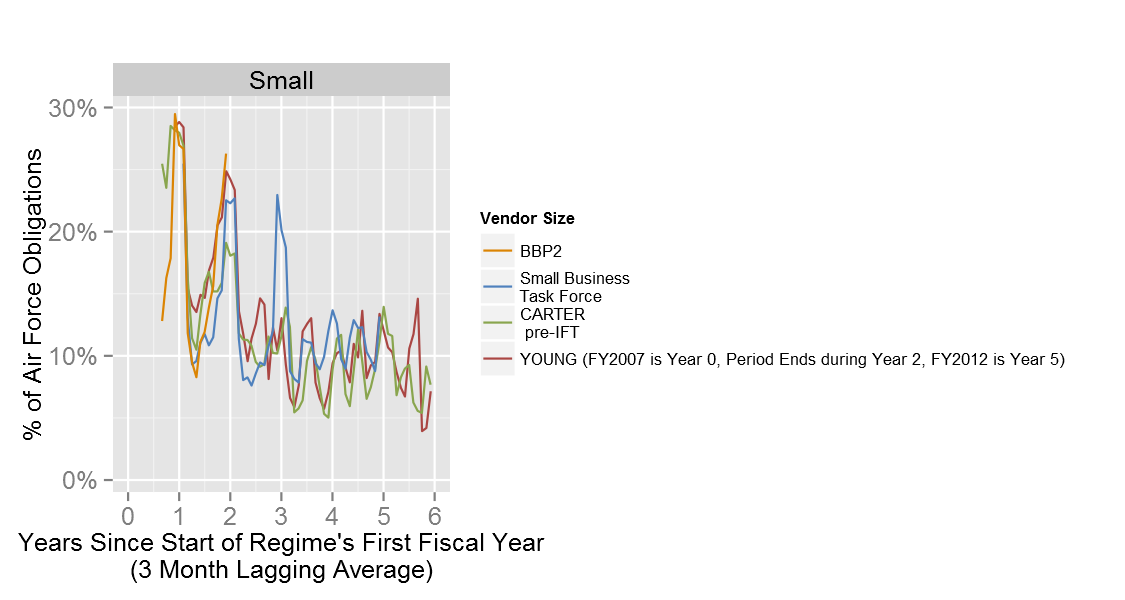 Small
30%
20%
10%
0%
% of Air Force Obligations
0 1 2 3 4 5 6
Years Since Start of Regime's First Fiscal Year
(3 Month Lagging Average)
Vendor Size
BBP2
Small Business
Task Force
CARTER
pre-IFT
YOUNG (FY2007 is Year 0, Period Ends during Year 2, FY2012 is Year 5)